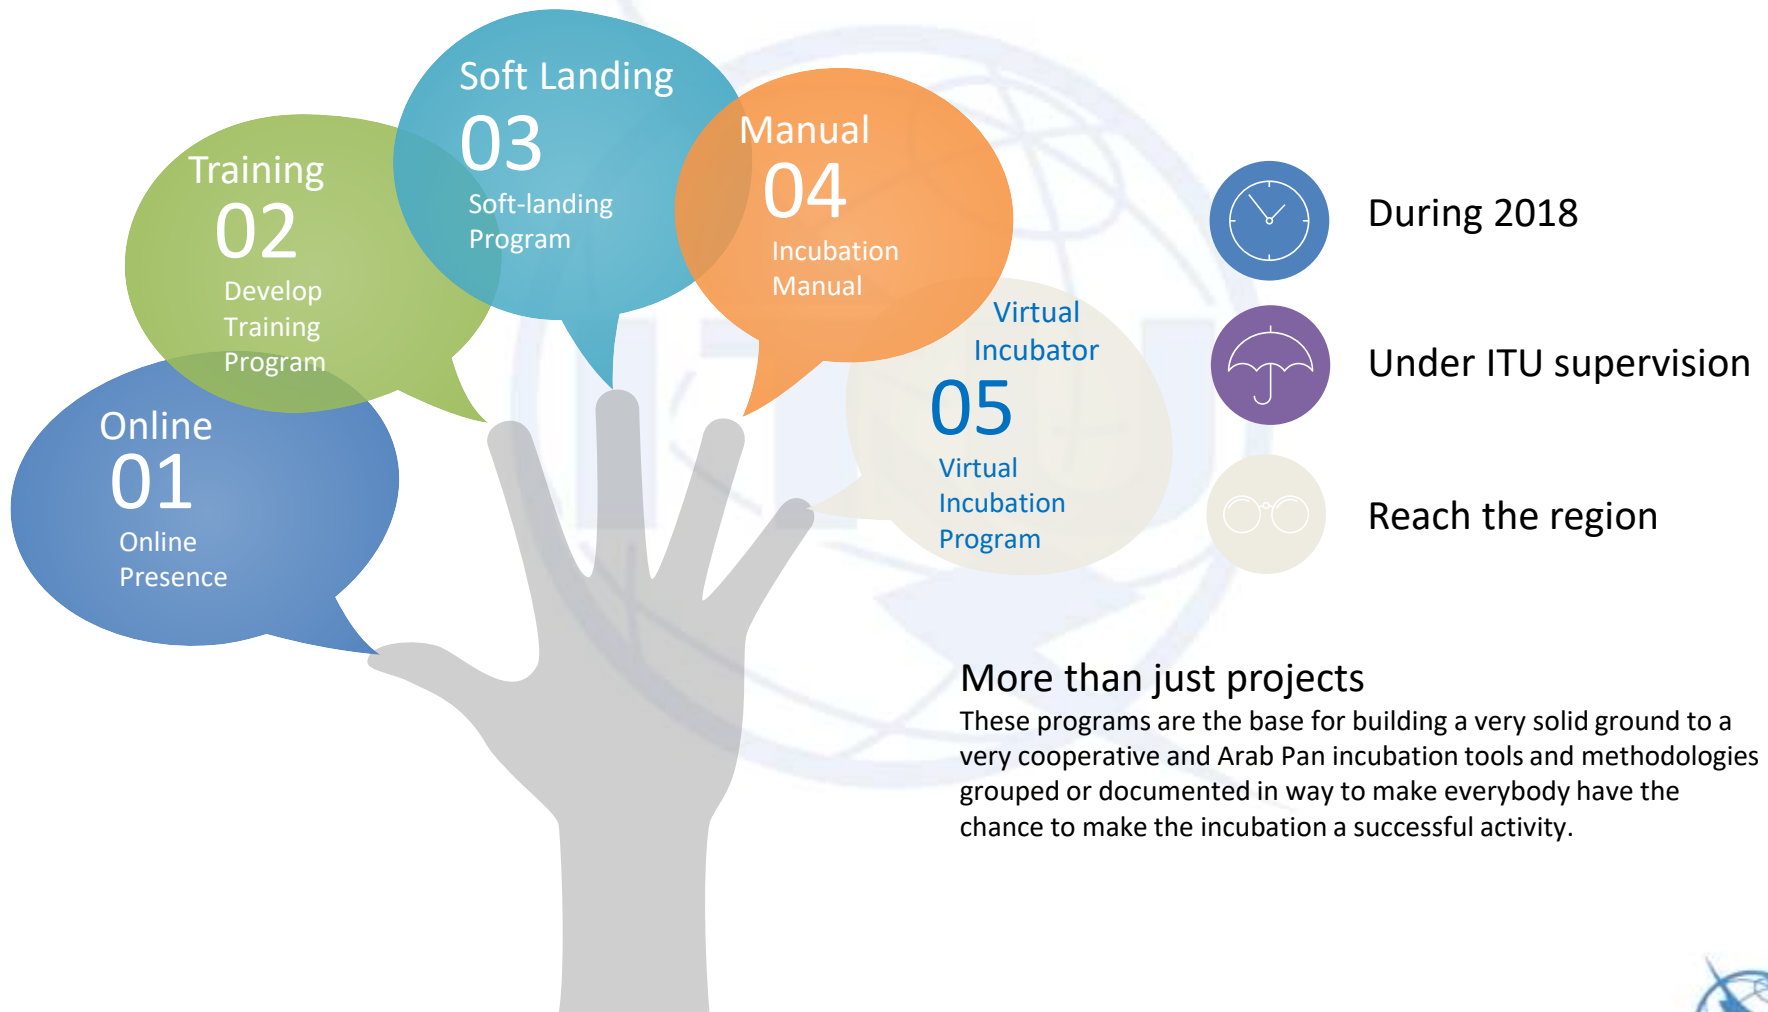 Soft Landing
03
Soft-landing
Program
Manual
04
Incubation
Manual
Training
02
Develop
Training
Program
Online
01
Online
Presence
Virtual
Incubator
05
Virtual
Incubation
Program
During 2018
Under ITU supervision
Reach the region
More than just projects
These programs are the base for building a very solid ground to a
very cooperative and Arab Pan incubation tools and methodologies
grouped or documented in way to make everybody have the
chance to make the incubation a successful activity.
ITU